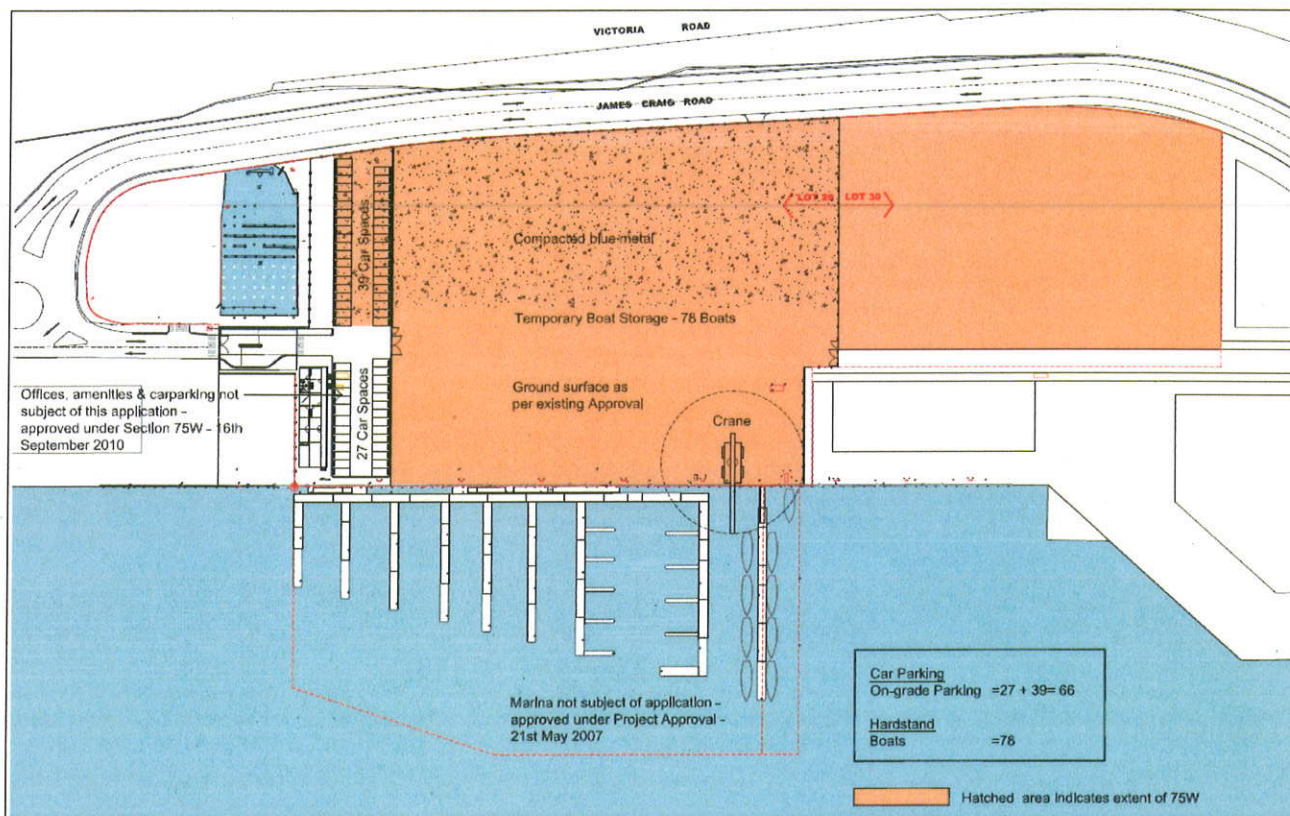 VICTORIA ROAD
JAMES CRAIG ROAD
LOT 30
39 Car Spaces
Compacted blue-metal
Temporary Boat Storage - 78 Boats
Offices, amenities & carparking not
subject of this application -
approved under Section 75W - 16th
September 2010
27 Car Spaces
Ground surface as
per existing Approval
Crane
Marina not subject of application -
approved under Project Approval -
21st May 2007
Car Parking
On-grade Parking =27 + 39= 66
Hardstand
Boats =78
Hatched area indicates extent of 75W